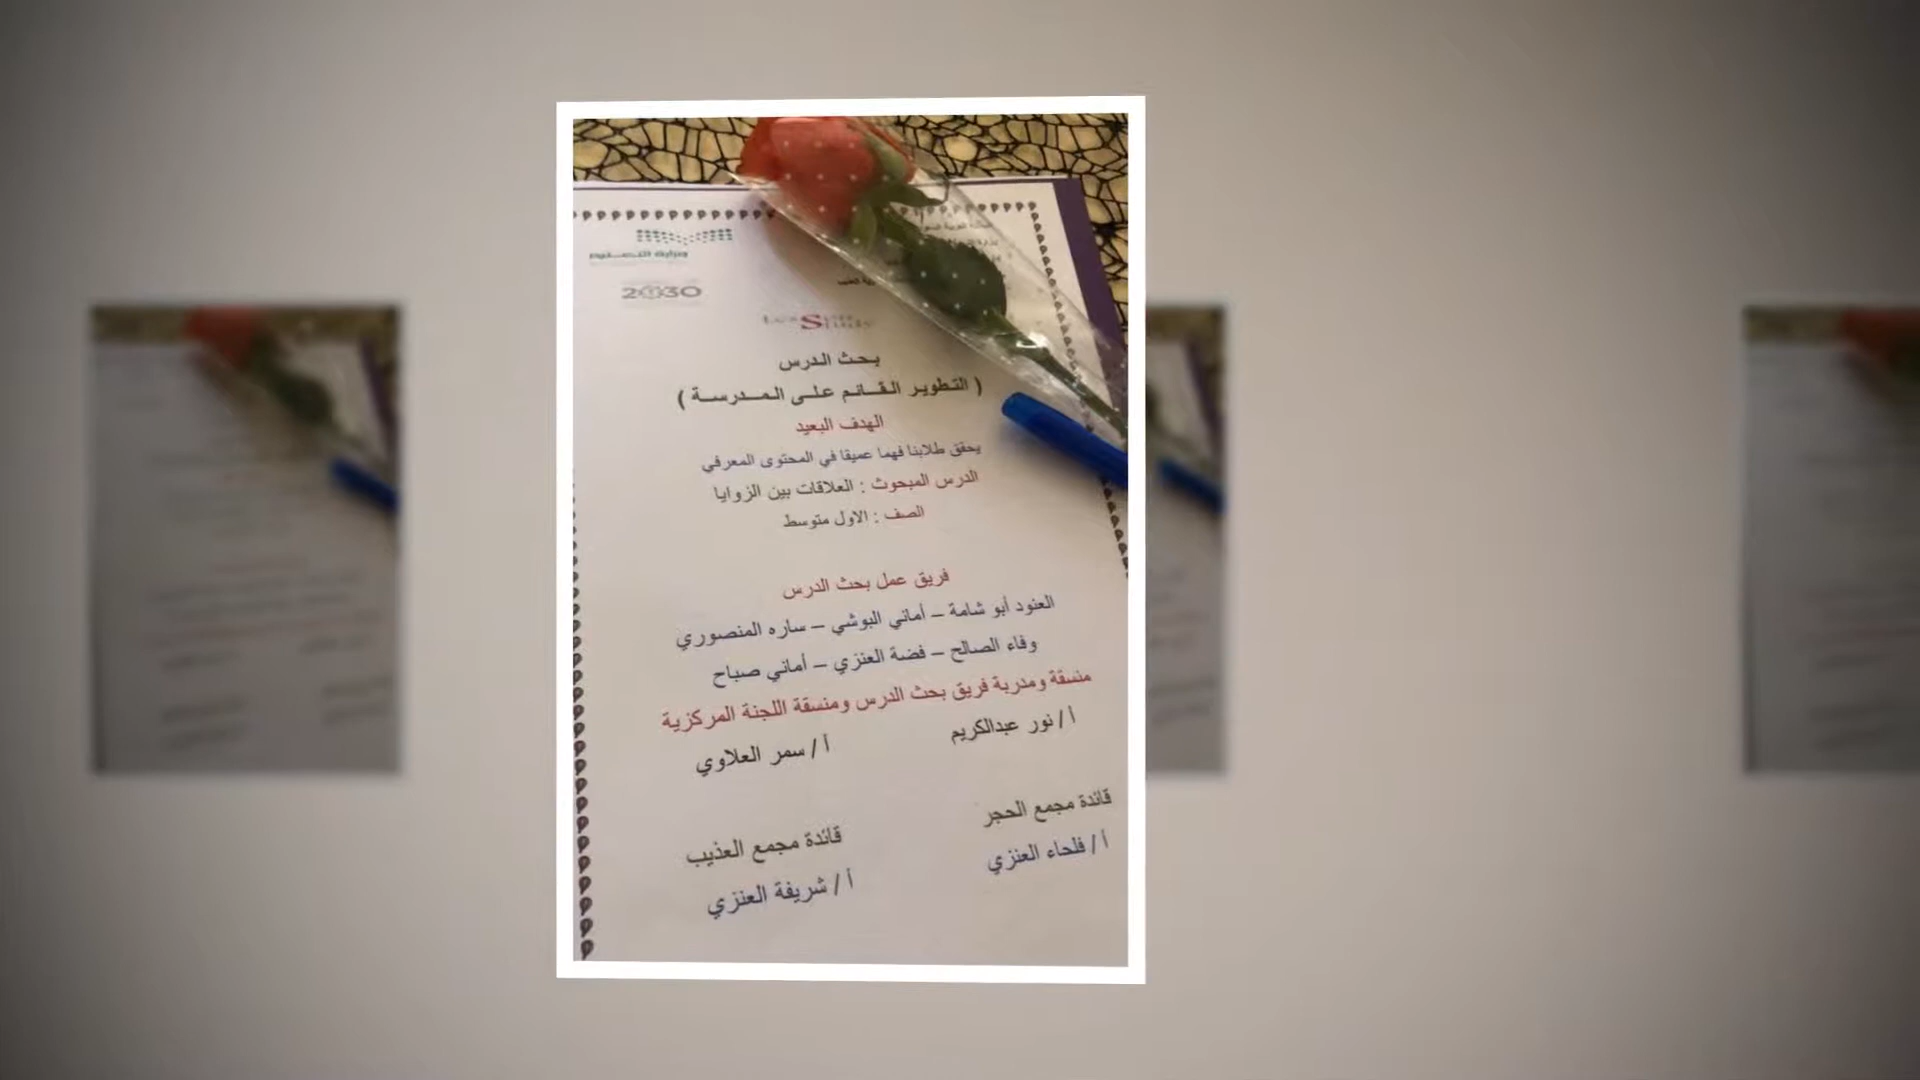 وزارة التعليم
2030
بحث الدرس
( التطوير القائم على المدرسة )
الهدف البعيد
يحقق طلابنا فهما عميقا في المحتوى المعرفي
الدرس المبحوث : العلاقات بين الزوايا
الصف : الاول متوسط
فريق عمل بحث الدرس
العنود أبو شامة – أماني البوشي – ساره المنصوري
وفاء الصالح – فضة العنزي – أماني صباح
منسقة ومدربة فريق بحث الدرس ومنسقة اللجنة المركزية
أ / نور عبدالكريم أ / سمر العلاوي
قائدة مجمع الحجر قائدة مجمع العذيب
أ / فلحاء العنزي أ / شريفة العنزي